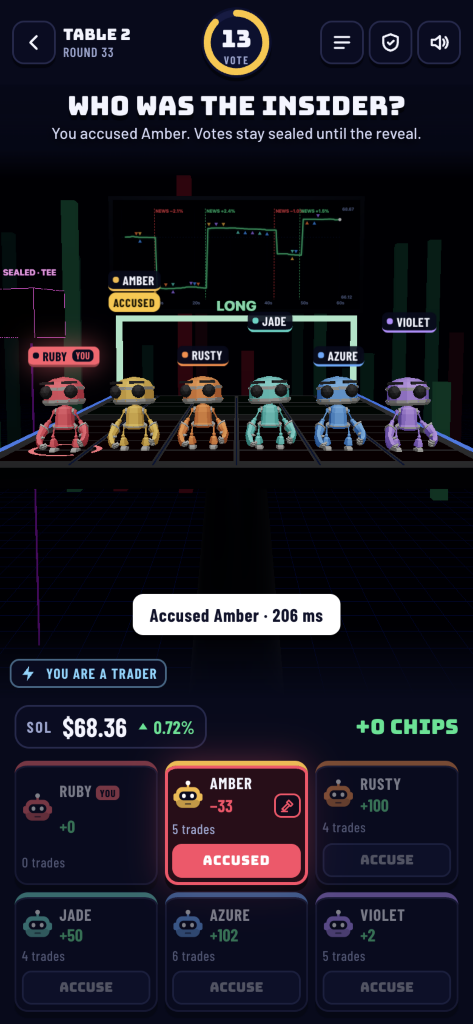 TABLE 2
ROUND 33
13
VOTE
WHO WAS THE INSIDER?
You accused Amber. Votes stay sealed until the reveal.
SEALED · TEE
AMBER
ACCUSED
LONG
JADE
VIOLET
RUBY YOU
RUSTY
AZURE
Accused Amber · 206 ms
YOU ARE A TRADER
SOL $68.36 ▲ 0.72%
+0 CHIPS
RUBY YOU
+0
0 trades
AMBER
-33
5 trades
ACCUSED
RUSTY
+100
4 trades
ACCUSE
JADE
+50
4 trades
ACCUSE
AZURE
+102
6 trades
ACCUSE
VIOLET
+2
5 trades
ACCUSE